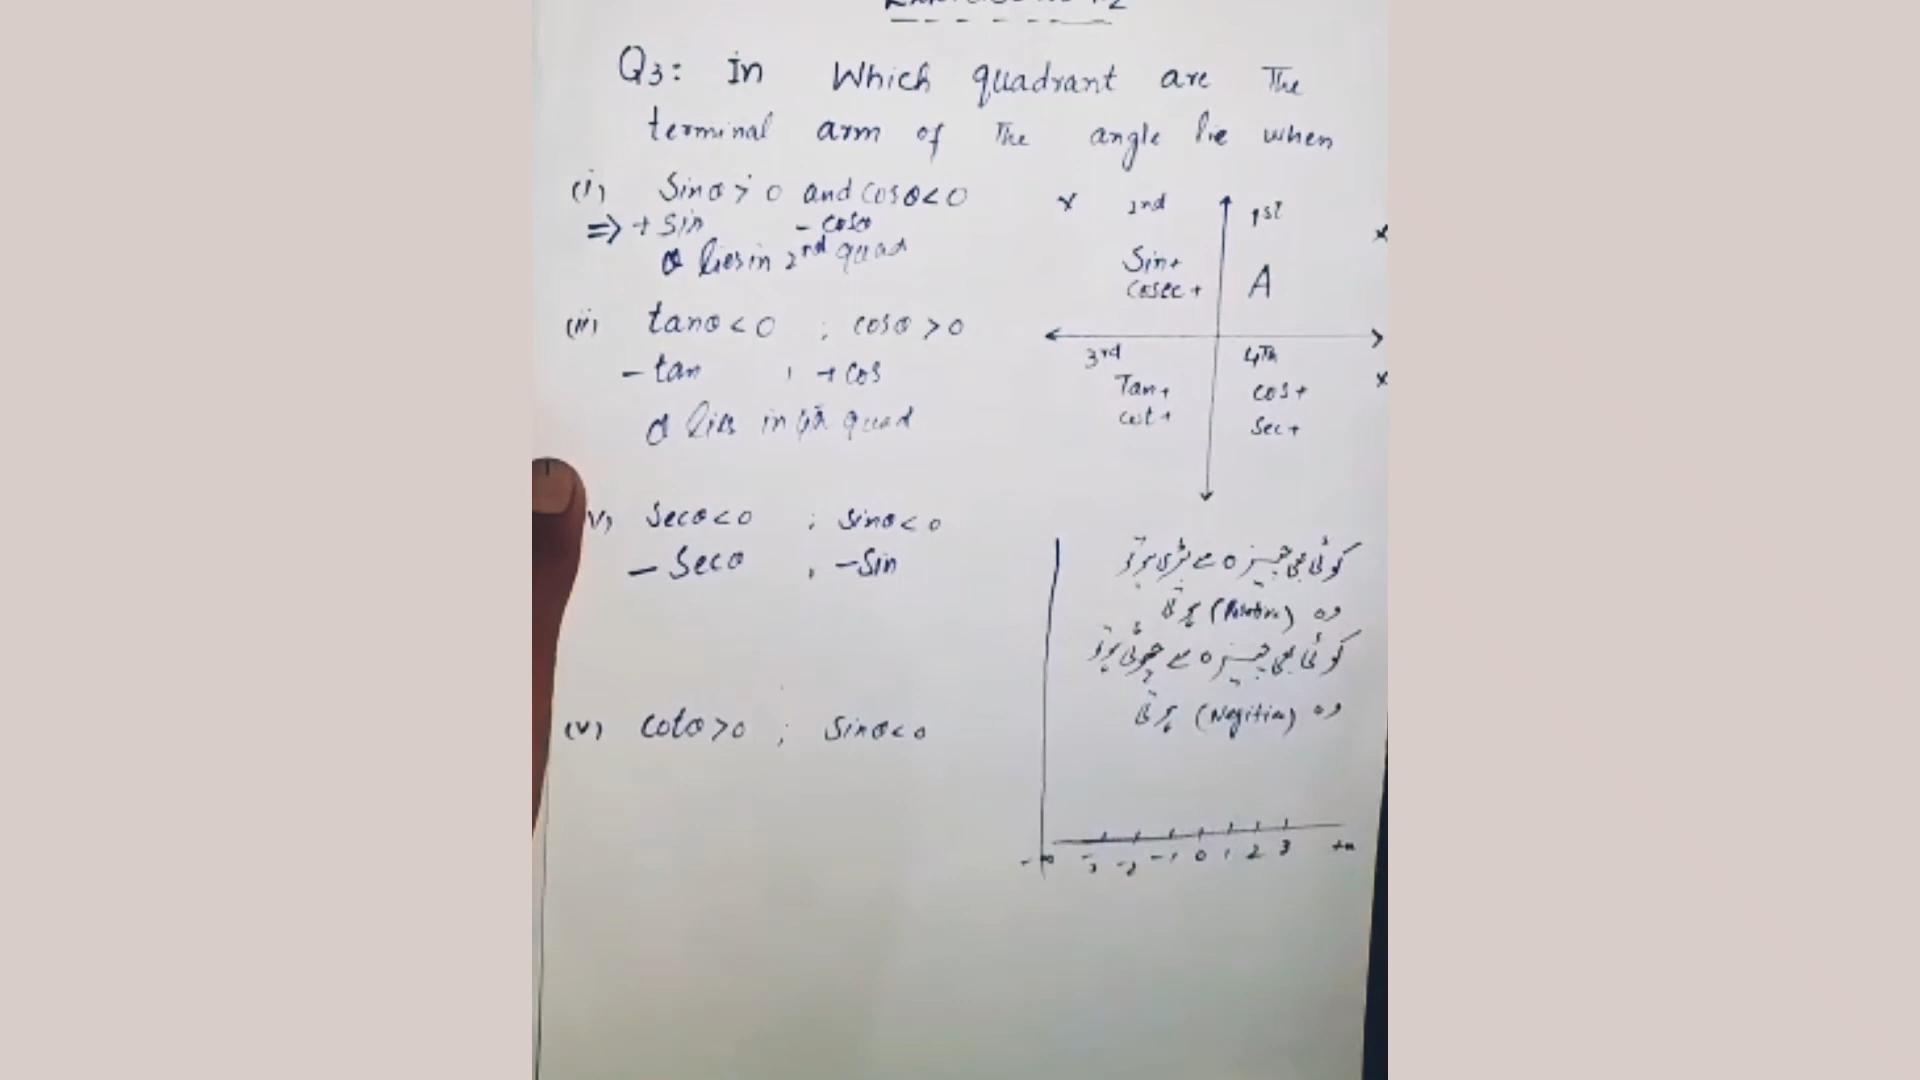 Q3: In Which quadrant are The
terminal arm of The angle lie when
(i) Sinθ > 0 and Cosθ < 0
⇒ + Sin - Cosθ
θ lies in 2nd quad
tanθ < 0 ; cosθ > 0
- tan , + Cos
θ lies in 4th quad
Secθ < 0 ; Sinθ < 0
- Secθ , - Sin
(V) Cotθ > 0 ; Sinθ < 0
2nd 1st
Sin+
Cosec + A
3rd 4Th
Tan+ cos+
cot+ Sec+
کوئی بھی چیز 0 سے بڑی ہو تو
وہ (Positive) ہو گی
کوئی بھی چیز 0 سے چھوٹی ہو تو
وہ (Negitive) ہو گی
-∞ -3 -2 -1 0 1 2 3 +∞